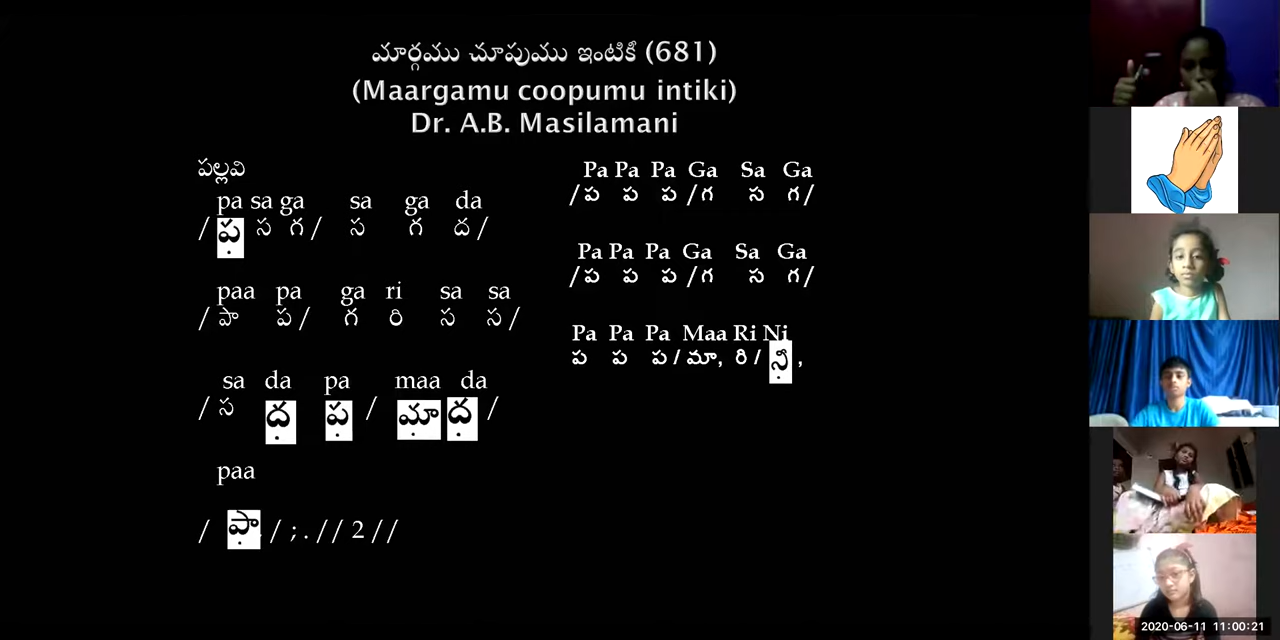 మార్గము చూపుము ఇంటికి (681)
(Maargamu coopumu intiki)
Dr. A.B. Masilamani
పల్లవి
pa sa ga sa ga da
/ ప̣ స గ / స గ ద /
paa pa ga ri sa sa
/ పా ప / గ రి స స /
sa da pa maa da
/ స ద̣ ప̣ / మా̣ ద̣ /
paa
/ పా̣ / ; . / / 2 / /
Pa Pa Pa Ga Sa Ga
/ ప ప ప / గ స గ /
Pa Pa Pa Ga Sa Ga
/ ప ప ప / గ స గ /
Pa Pa Pa Maa Ri Ni
ప ప ప / మా, రి / నీ̣ ,
2020-06-11 11:00:21